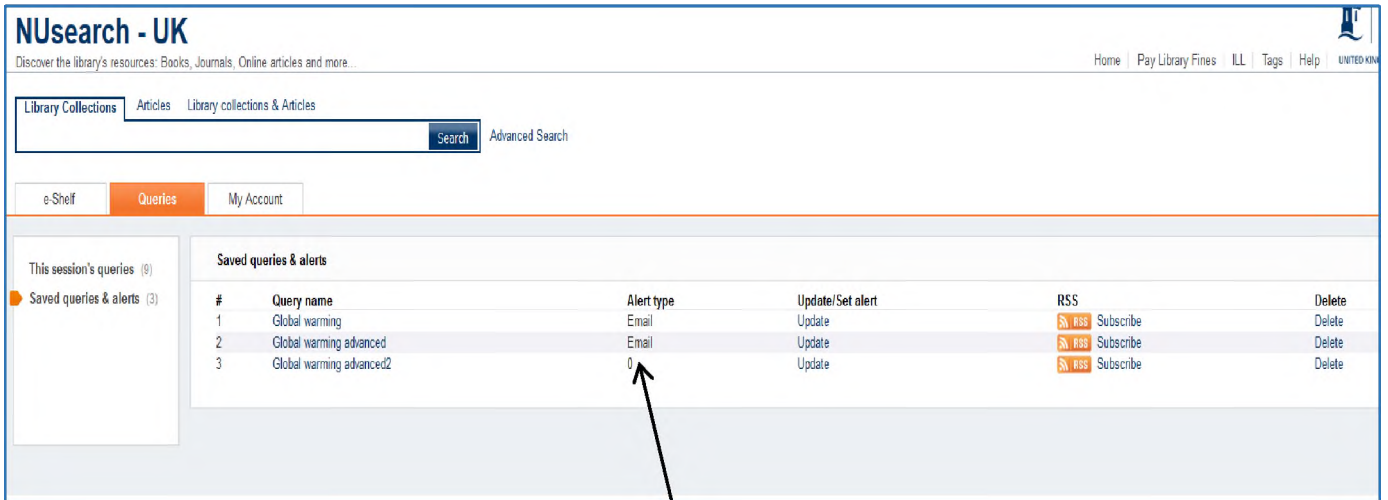 NUsearch - UK
Discover the library's resources: Books, Journals, Online articles and more...
Home Pay Library Fines ILL Tags Help UNITED
Library Collections Articles Library collections & Articles
Search Advanced Search
e-Shelf Queries My Account
This session's queries (9)
Saved queries & alerts (3)
Saved queries & alerts
# Query name Alert type Update/Set alert RSS Delete
1 Global warming Email Update RSS Subscribe Delete
2 Global warming advanced Email Update RSS Subscribe Delete
3 Global warming advanced2 0 Update RSS Subscribe Delete